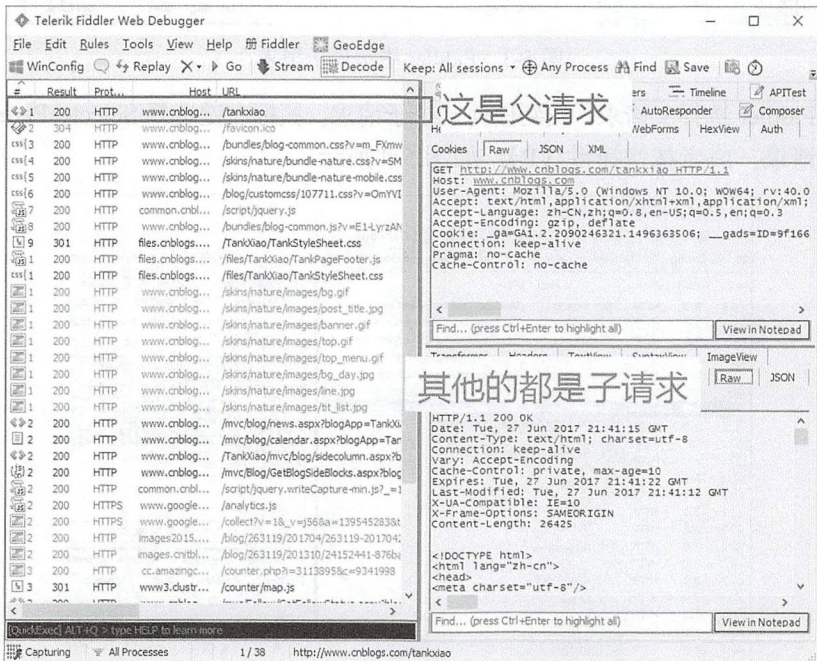 Telerik Fiddler Web Debugger
File Edit Rules Tools View Help Fiddler GeoEdge
WinConfig Replay X Go Stream Decode Keep: All sessions Any Process Find Save
# Result Prot... Host URL
1 200 HTTP www.cnblog... /tankxiao
2 304 HTTP www.cnblog... /favicon.ico
css 3 200 HTTP www.cnblog... /bundles/blog-common.css?v=m_FXmw
css 4 200 HTTP www.cnblog... /skins/nature/bundle-nature.css?v=SM
css 5 200 HTTP www.cnblog... /skins/nature/bundle-nature-mobile.css
css 6 200 HTTP www.cnblog... /blog/customcss/107711.css?v=OmYVI
7 200 HTTP common.cnbl... /script/jquery.js
8 200 HTTP www.cnblog... /bundles/blog-common.js?v=E1-LyrzAN
9 301 HTTP files.cnblogs.... /TankXiao/TankStyleSheet.css
1 200 HTTP files.cnblogs.... /files/TankXiao/TankPageFooter.js
css 1 200 HTTP files.cnblogs.... /files/TankXiao/TankStyleSheet.css
1 200 HTTP www.cnblog... /skins/nature/images/bg.gif
1 200 HTTP www.cnblog... /skins/nature/images/post_title.jpg
1 200 HTTP www.cnblog... /skins/nature/images/banner.gif
1 200 HTTP www.cnblog... /skins/nature/images/top.gif
1 200 HTTP www.cnblog... /skins/nature/images/top_menu.gif
1 200 HTTP www.cnblog... /skins/nature/images/bg_day.jpg
1 200 HTTP www.cnblog... /skins/nature/images/line.jpg
1 200 HTTP www.cnblog... /skins/nature/images/tit_list.jpg
2 200 HTTP www.cnblog... /mvc/blog/news.aspx?blogApp=TankXi
2 200 HTTP www.cnblog... /mvc/blog/calendar.aspx?blogApp=Tan
2 200 HTTP www.cnblog... /TankXiao/mvc/blog/sidecolumn.aspx?b
2 200 HTTP www.cnblog... /mvc/Blog/GetBlogSideBlocks.aspx?blog
2 200 HTTP common.cnbl... /script/jquery.writeCapture-min.js?_=1
2 200 HTTPS www.google... /analytics.js
2 200 HTTPS www.google... /collect?v=1&_v=j56&a=1395452838t
2 200 HTTP images2015.... /blog/263119/201704/263119-2017042
2 200 HTTP images.cnitbl... /blog/263119/201310/24152441-876ba
3 200 HTTP cc.amazingc... /counter.php?i=3113895&c=9341998
3 301 HTTP www3.clustr... /counter/map.js
[QuickExec] ALT+Q > type HELP to learn more
Capturing All Processes 1 / 38 http://www.cnblogs.com/tankxiao
这是父请求
ers Timeline APITest
AutoResponder Composer
WebForms HexView Auth
Cookies Raw JSON XML
GET http://www.cnblogs.com/tankxiao HTTP/1.1
Host: www.cnblogs.com
User-Agent: Mozilla/5.0 (Windows NT 10.0; WOW64; rv:40.0
Accept: text/html,application/xhtml+xml,application/xml;
Accept-Language: zh-CN,zh;q=0.8,en-US;q=0.5,en;q=0.3
Accept-Encoding: gzip, deflate
Cookie: _ga=GA1.2.2090246321.1496363506; __gads=ID=9f166
Connection: keep-alive
Pragma: no-cache
Cache-Control: no-cache
Find... (press Ctrl+Enter to highlight all) View in Notepad
Transformer Headers TextView SyntaxView ImageView
Raw JSON
其他的都是子请求
HTTP/1.1 200 OK
Date: Tue, 27 Jun 2017 21:41:15 GMT
Content-Type: text/html; charset=utf-8
Connection: keep-alive
Vary: Accept-Encoding
Cache-Control: private, max-age=10
Expires: Tue, 27 Jun 2017 21:41:22 GMT
Last-Modified: Tue, 27 Jun 2017 21:41:12 GMT
X-UA-Compatible: IE=10
X-Frame-Options: SAMEORIGIN
Content-Length: 26425
<!DOCTYPE html>
<html lang="zh-cn">
<head>
<meta charset="utf-8"/>
Find... (press Ctrl+Enter to highlight all) View in Notepad